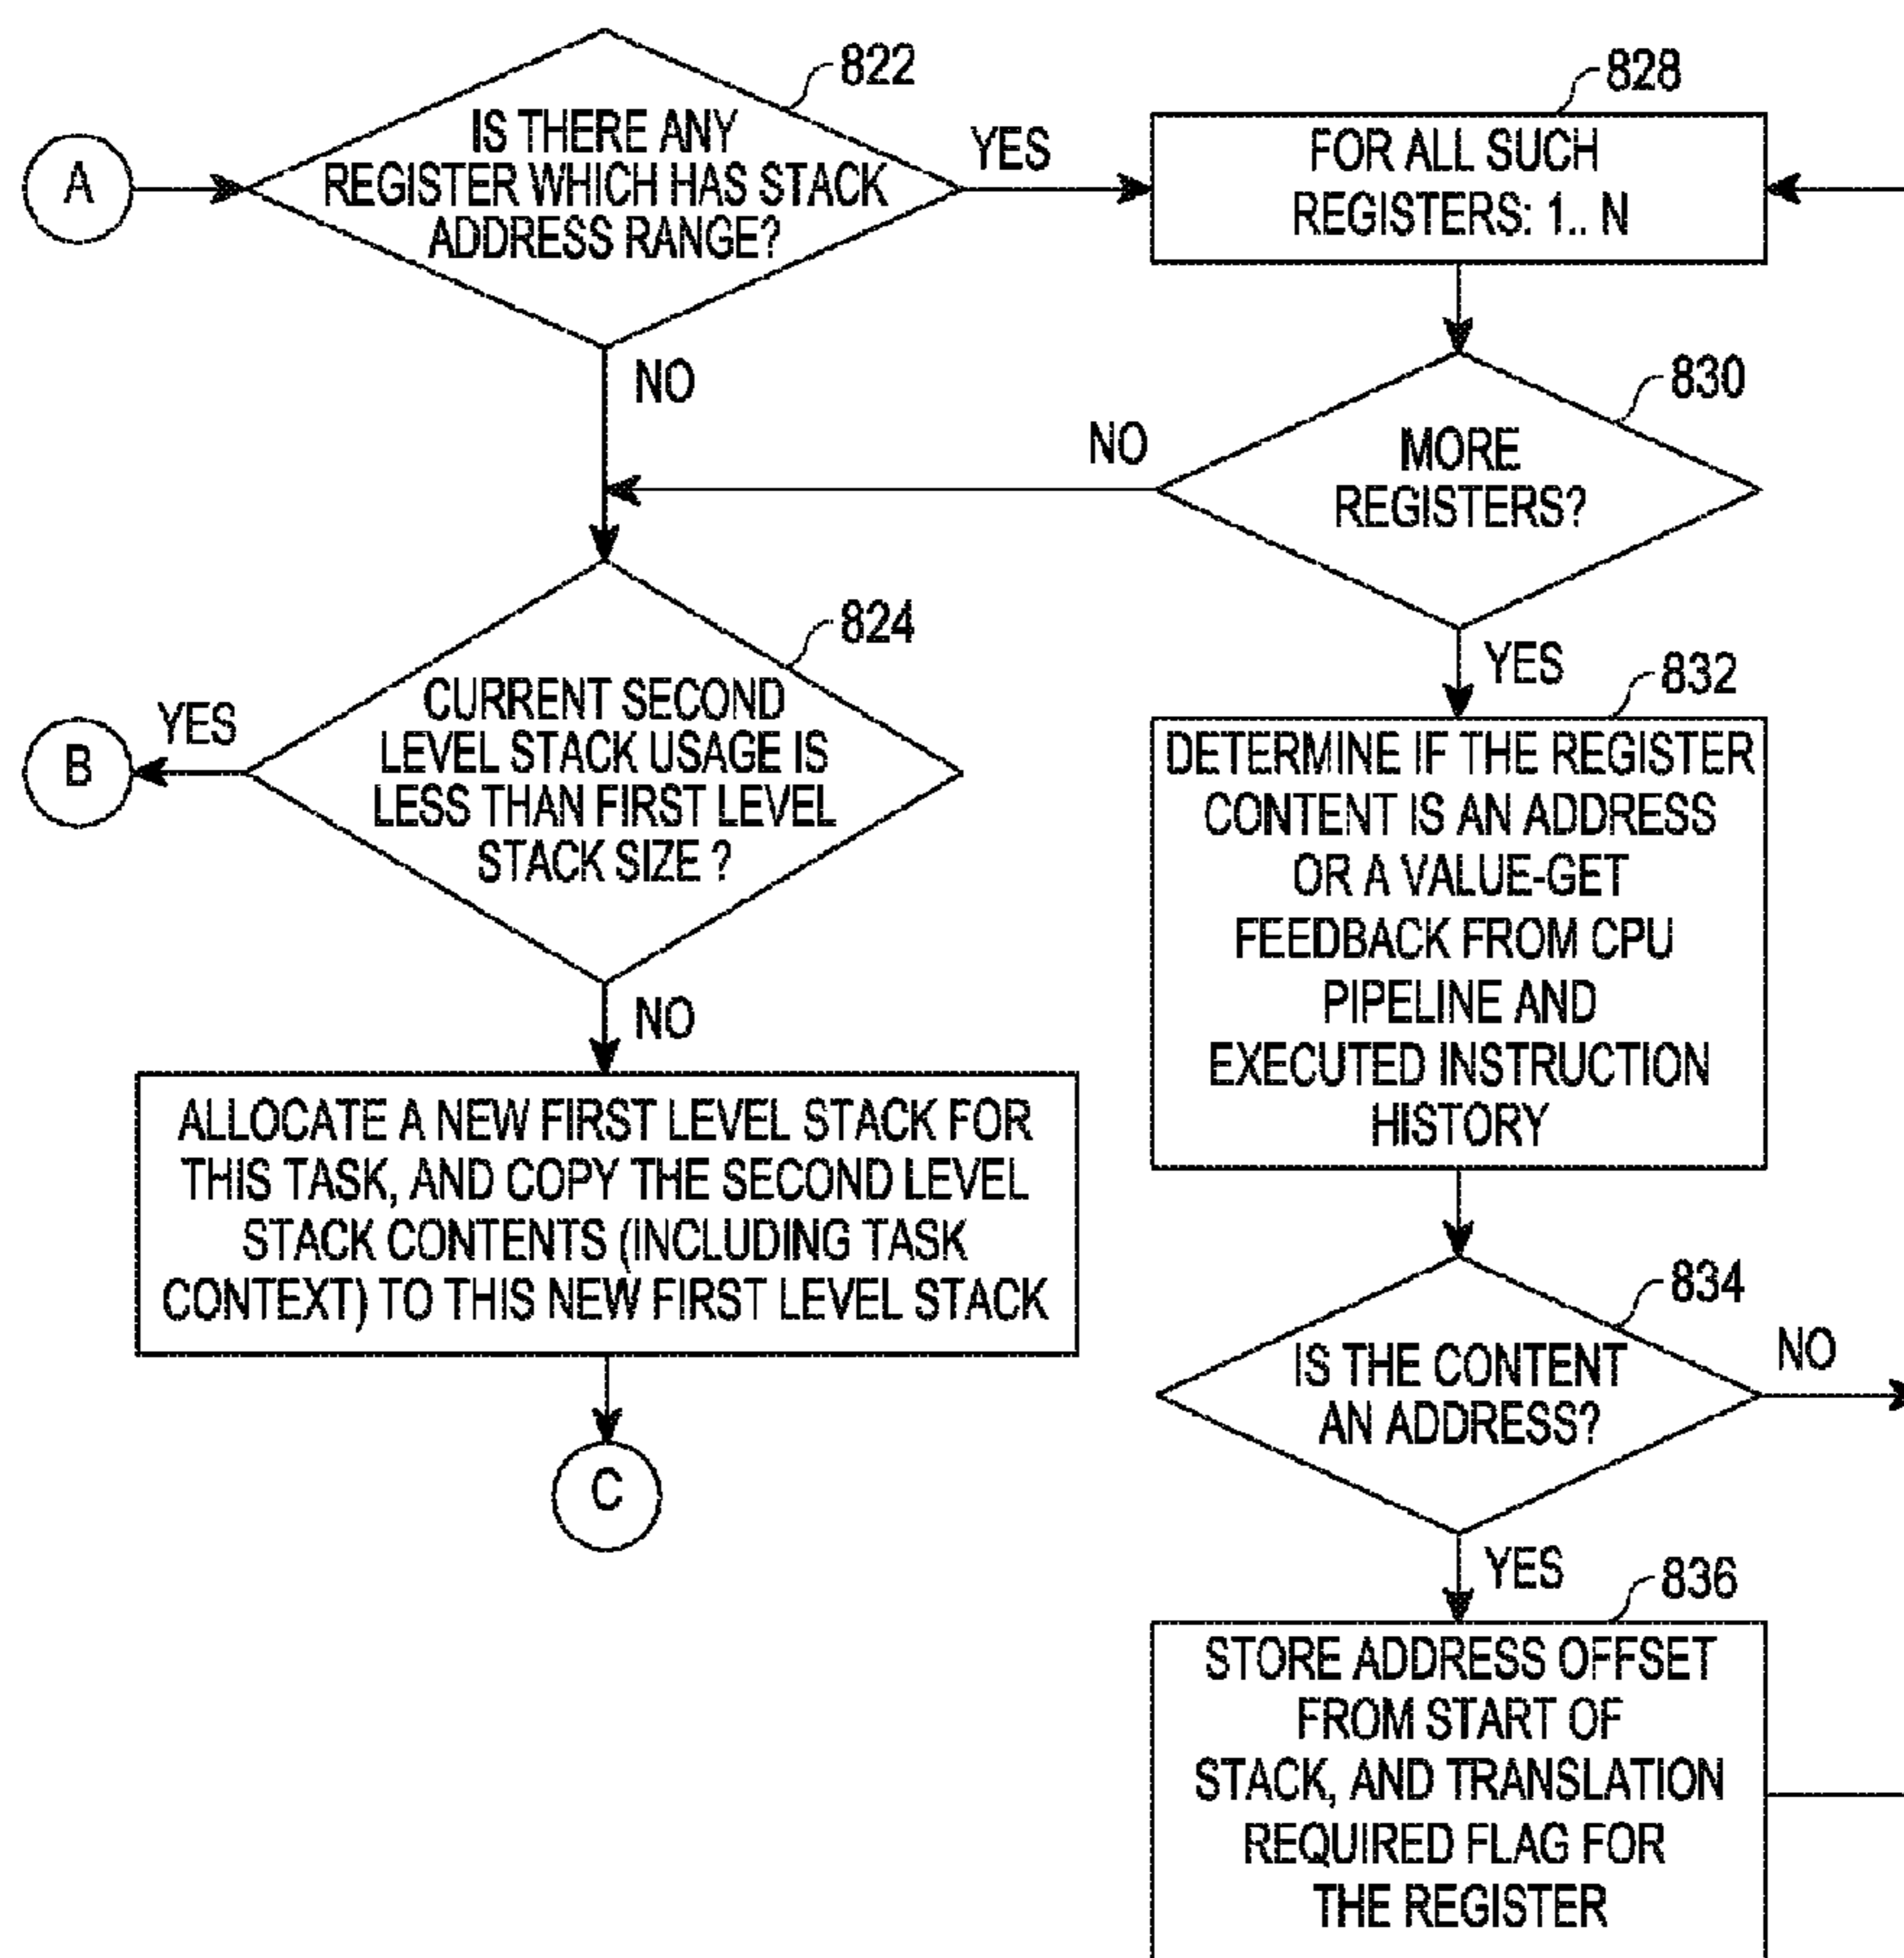 A
822
IS THERE ANY
REGISTER WHICH HAS STACK
ADDRESS RANGE?
YES
828
FOR ALL SUCH
REGISTERS: 1.. N
NO
830
MORE
REGISTERS?
NO
YES
824
CURRENT SECOND
LEVEL STACK USAGE IS
LESS THAN FIRST LEVEL
STACK SIZE ?
YES
B
NO
832
DETERMINE IF THE REGISTER
CONTENT IS AN ADDRESS
OR A VALUE-GET
FEEDBACK FROM CPU
PIPELINE AND
EXECUTED INSTRUCTION
HISTORY
ALLOCATE A NEW FIRST LEVEL STACK FOR
THIS TASK, AND COPY THE SECOND LEVEL
STACK CONTENTS (INCLUDING TASK
CONTEXT) TO THIS NEW FIRST LEVEL STACK
C
834
IS THE CONTENT
AN ADDRESS?
NO
YES
836
STORE ADDRESS OFFSET
FROM START OF
STACK, AND TRANSLATION
REQUIRED FLAG FOR
THE REGISTER